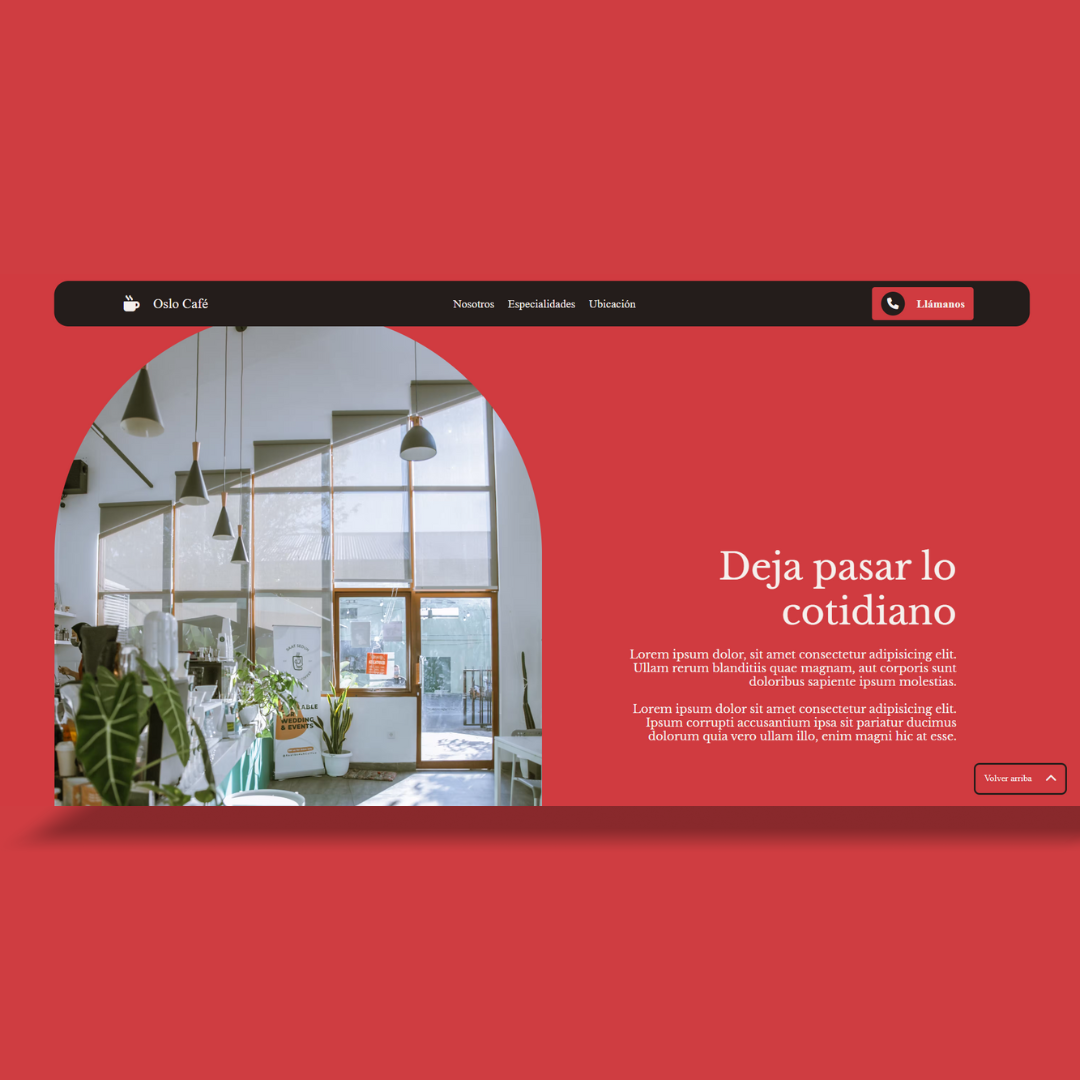 Oslo Café
Nosotros Especialidades Ubicación
Llámanos
Deja pasar lo
cotidiano
Lorem ipsum dolor, sit amet consectetur adipisicing elit.
Ullam rerum blanditiis quae magnam, aut corporis sunt
doloribus sapiente ipsum molestias.
Lorem ipsum dolor sit amet consectetur adipisicing elit.
Ipsum corrupti accusantium ipsa sit pariatur ducimus
dolorum quia vero ullam illo, enim magni hic at esse.
WEDDING
& EVENTS
Volver arriba